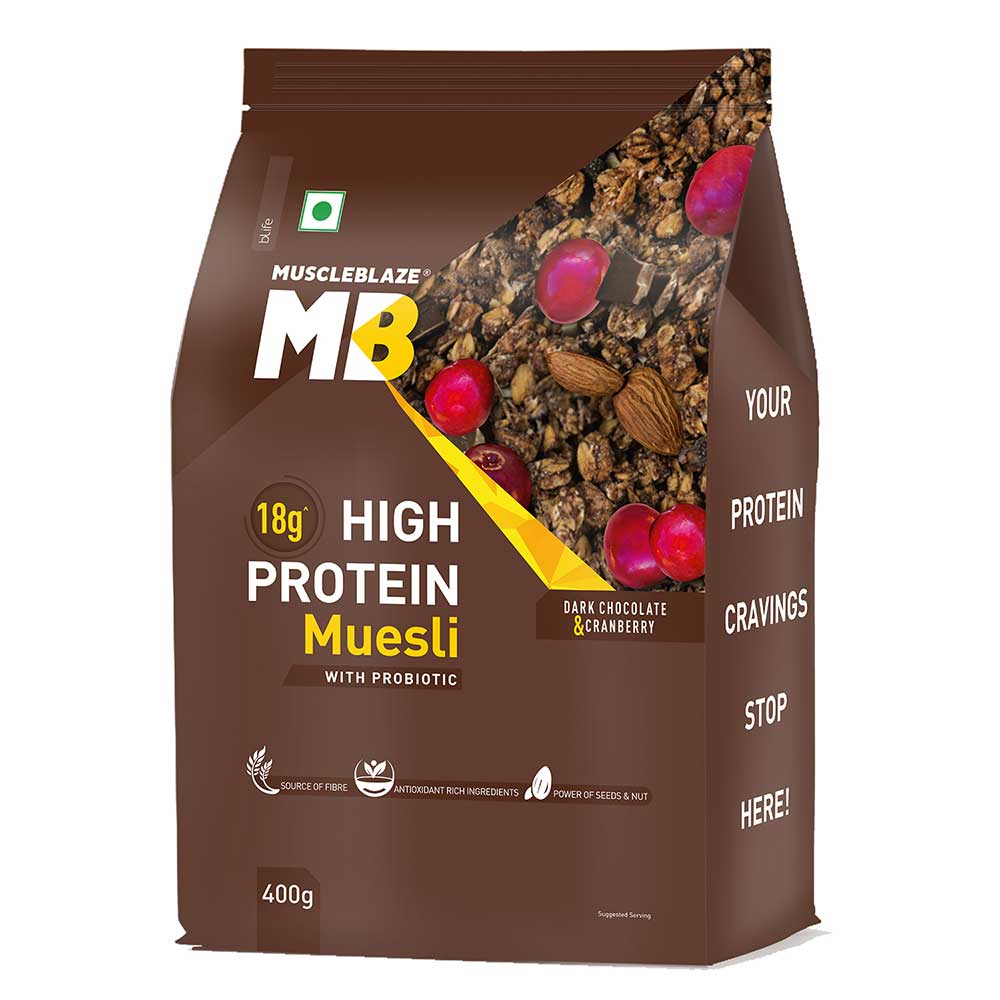 bLife
MUSCLEBLAZE®
MB
18g^ HIGH
PROTEIN
Muesli
WITH PROBIOTIC
DARK CHOCOLATE
&CRANBERRY
SOURCE OF FIBRE
ANTIOXIDANT RICH INGREDIENTS
POWER OF SEEDS & NUT
400g
Suggested Serving
YOUR
PROTEIN
CRAVINGS
STOP
HERE!